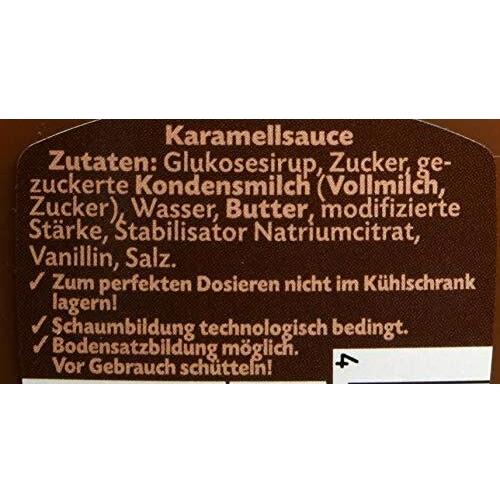 Karamellsauce
Zutaten: Glukosesirup, Zucker, ge-
zuckerte Kondensmilch (Vollmilch,
Zucker), Wasser, Butter, modifizierte
Stärke, Stabilisator Natriumcitrat,
Vanillin, Salz.
✓ Zum perfekten Dosieren nicht im Kühlschrank
lagern!
✓ Schaumbildung technologisch bedingt.
✓ Bodensatzbildung möglich.
Vor Gebrauch schütteln!
4